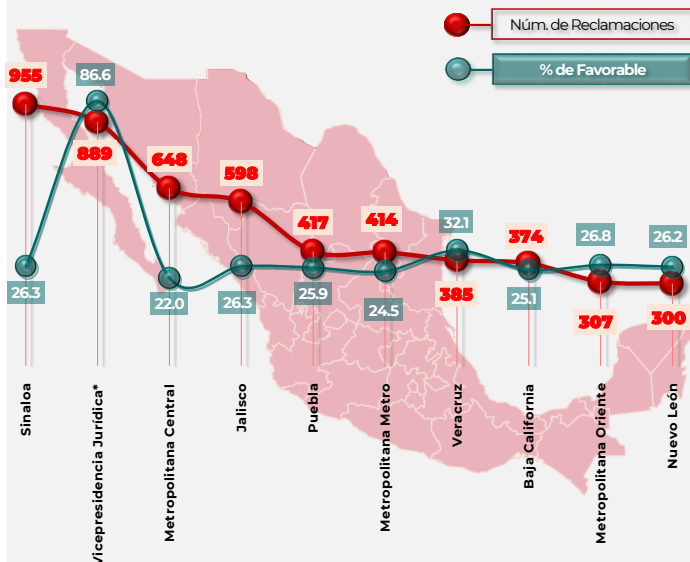 Núm. de Reclamaciones
% de Favorable
955
86.6
889
648
598
417
414
32.1
374
26.8
26.2
26.3
22.0
26.3
25.9
24.5
385
25.1
307
300
Sinaloa
Vicepresidencia Jurídica*
Metropolitana Central
Jalisco
Puebla
Metropolitana Metro
Veracruz
Baja California
Metropolitana Oriente
Nuevo León